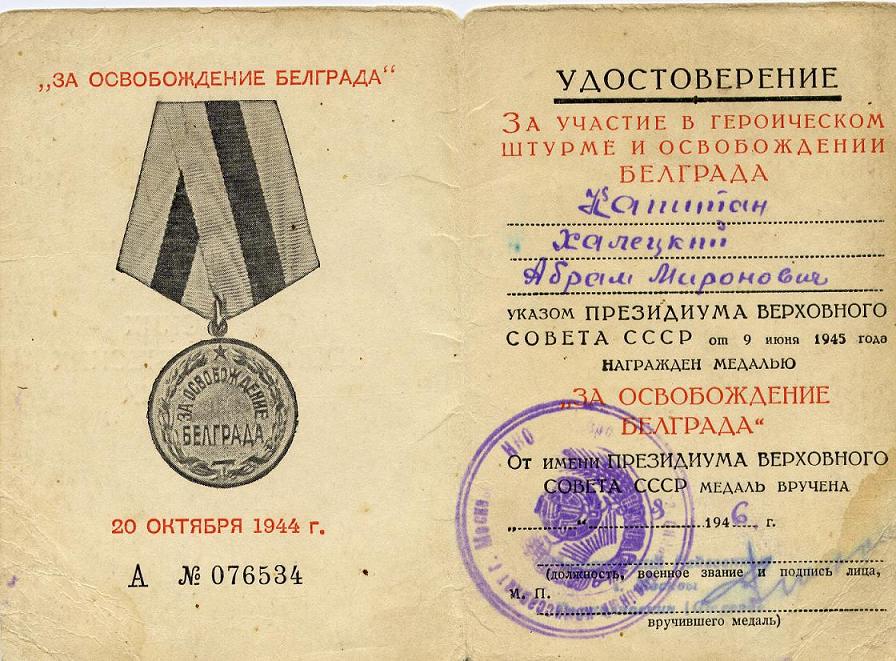 „ЗА ОСВОБОЖДЕНИЕ БЕЛГРАДА“
ЗА ОСВОБОЖДЕНИЕ
БЕЛГРАДА
20 ОКТЯБРЯ 1944 г.
А № 076534
УДОСТОВЕРЕНИЕ
ЗА УЧАСТИЕ В ГЕРОИЧЕСКОМ
ШТУРМЕ И ОСВОБОЖДЕНИИ
БЕЛГРАДА
Капитан
Халецкий
Абрам Миронович
УКАЗОМ ПРЕЗИДИУМА ВЕРХОВНОГО
СОВЕТА СССР от 9 июня 1945 года
НАГРАЖДЕН МЕДАЛЬЮ
„ЗА ОСВОБОЖДЕНИЕ
БЕЛГРАДА“
От имени ПРЕЗИДИУМА ВЕРХОВНОГО
СОВЕТА СССР МЕДАЛЬ ВРУЧЕНА
„ “ 1946 г.
(должность, военное звание и подпись лица,
М. П.
вручившего медаль)
НКО